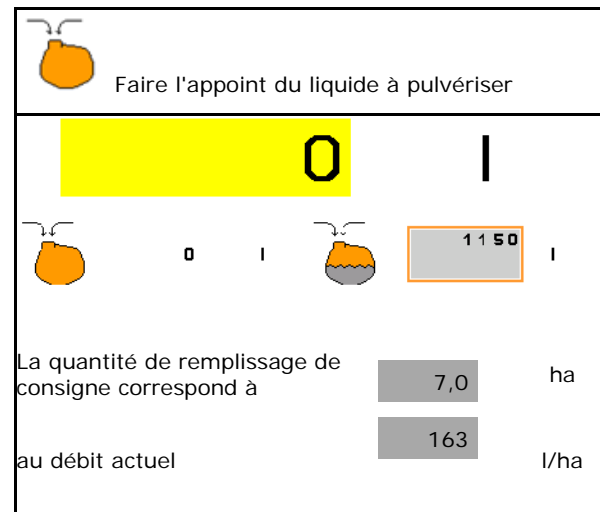 Faire l'appoint du liquide à pulvériser
0 l
0 l 1150 l
La quantité de remplissage de
consigne correspond à 7,0 ha
163
au débit actuel l/ha